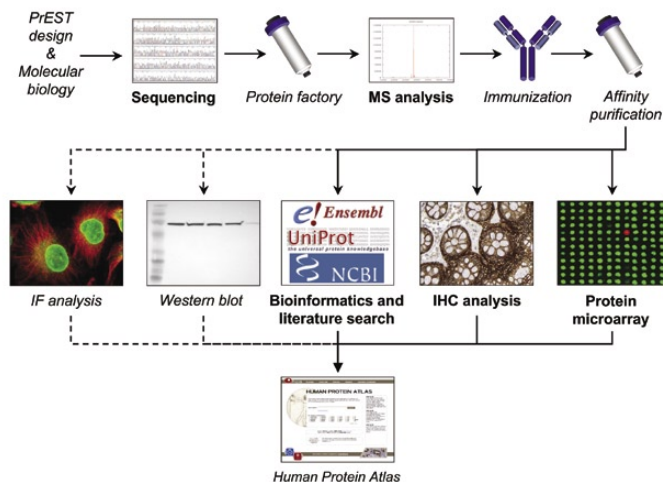 PrEST
design
&
Molecular
biology
Sequencing
Protein factory
MS analysis
Immunization
Affinity
purification
e! Ensembl
UniProt
the universal protein knowledgebase
NCBI
IF analysis
Western blot
Bioinformatics and
literature search
IHC analysis
Protein
microarray
HUMAN PROTEIN ATLAS
Human Protein Atlas